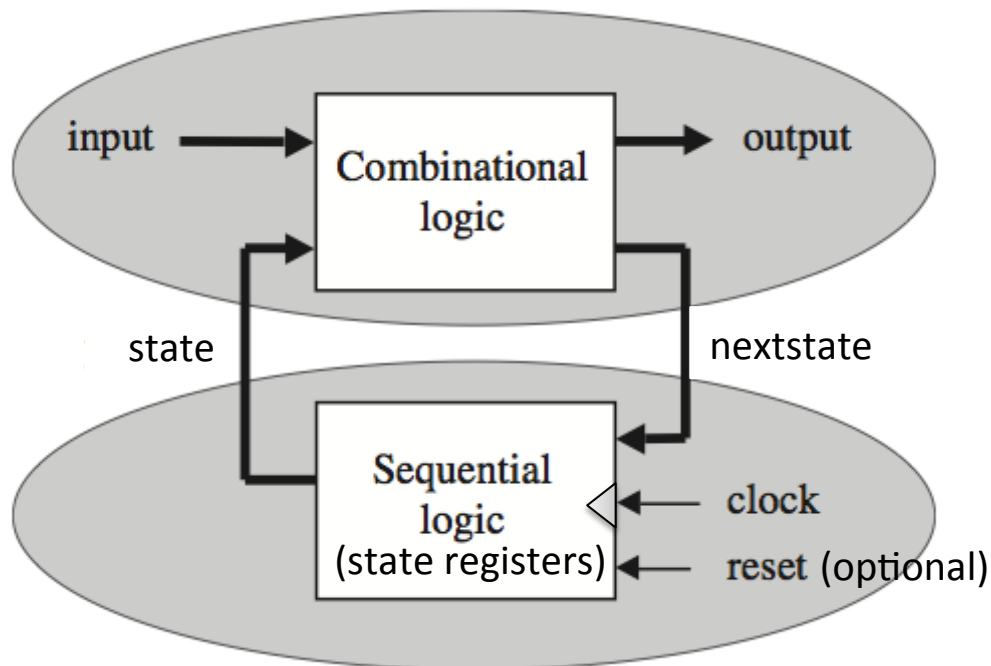 input
Combinational
logic
output
state
nextstate
Sequential
logic
(state registers)
clock
reset (optional)